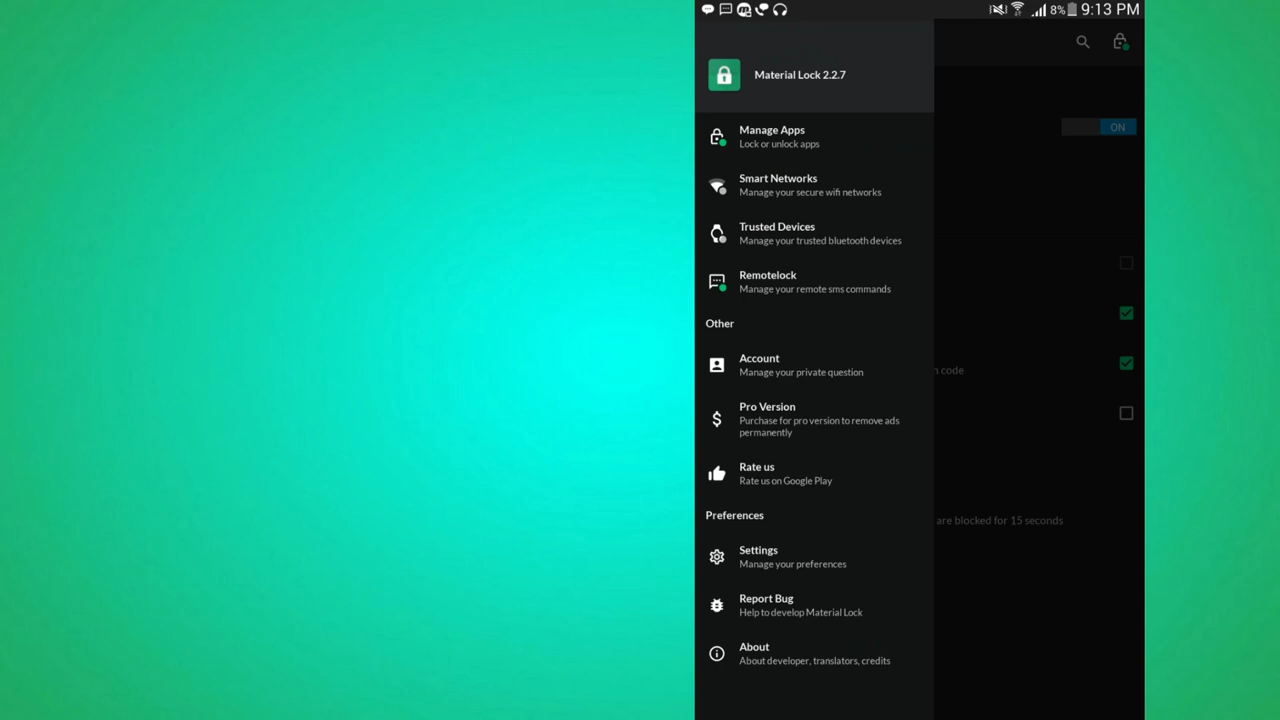 8% 9:13 PM
Material Lock 2.2.7
ON
Manage Apps
Lock or unlock apps
Smart Networks
Manage your secure wifi networks
Trusted Devices
Manage your trusted bluetooth devices
Remotelock
Manage your remote sms commands
Other
Account
Manage your private question
code
Pro Version
Purchase for pro version to remove ads
permanently
Rate us
Rate us on Google Play
Preferences
are blocked for 15 seconds
Settings
Manage your preferences
Report Bug
Help to develop Material Lock
About
About developer, translators, credits